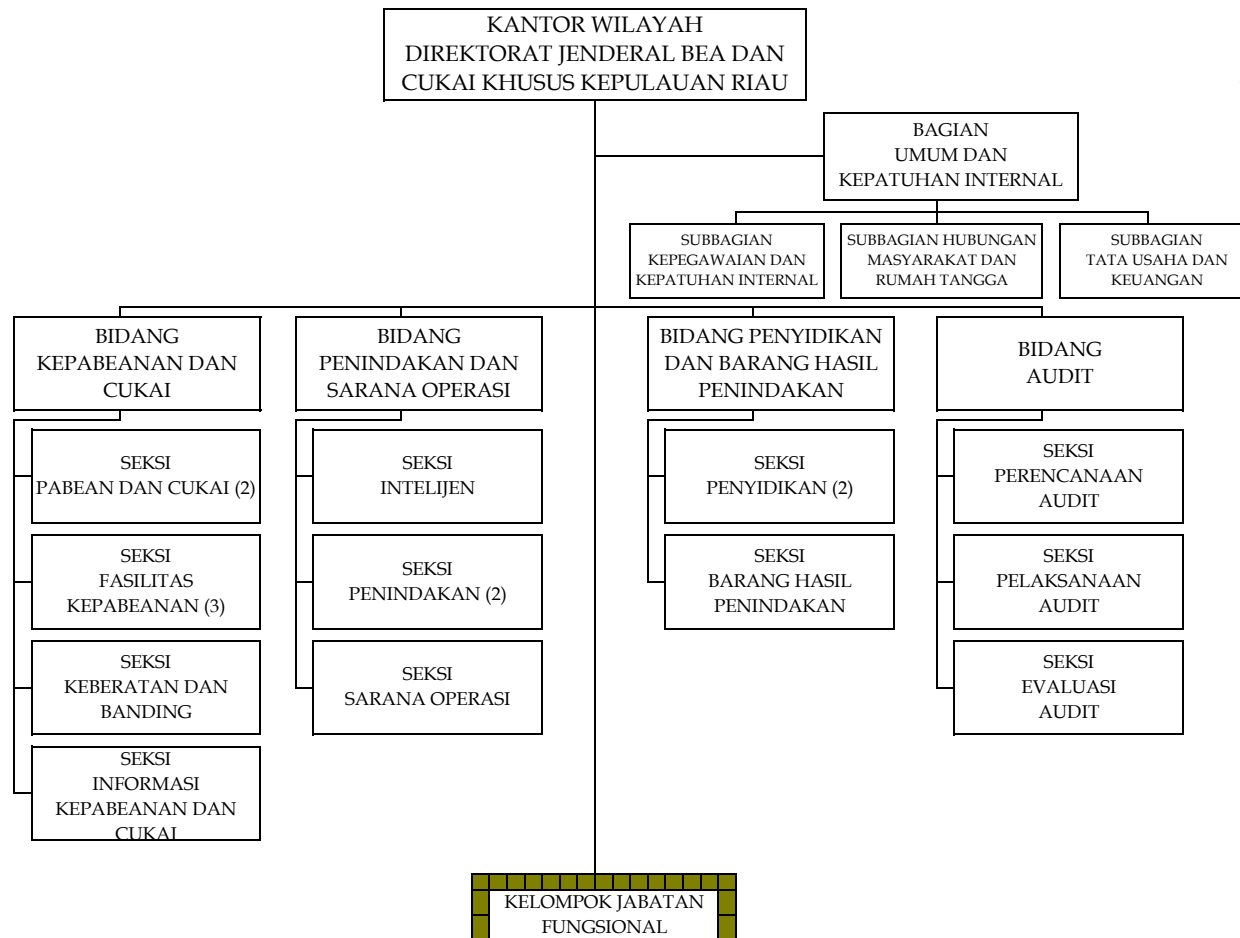 KANTOR WILAYAH
DIREKTORAT JENDERAL BEA DAN
CUKAI KHUSUS KEPULAUAN RIAU
BAGIAN
UMUM DAN
KEPATUHAN INTERNAL
SUBBAGIAN
KEPEGAWAIAN DAN
KEPATUHAN INTERNAL
SUBBAGIAN HUBUNGAN
MASYARAKAT DAN
RUMAH TANGGA
SUBBAGIAN
TATA USAHA DAN
KEUANGAN
BIDANG
KEPABEANAN DAN
CUKAI
BIDANG
PENINDAKAN DAN
SARANA OPERASI
BIDANG PENYIDIKAN
DAN BARANG HASIL
PENINDAKAN
BIDANG
AUDIT
SEKSI
PABEAN DAN CUKAI (2)
SEKSI
INTELIJEN
SEKSI
PENYIDIKAN (2)
SEKSI
PERENCANAAN
AUDIT
SEKSI
FASILITAS
KEPABEANAN (3)
SEKSI
PENINDAKAN (2)
SEKSI
BARANG HASIL
PENINDAKAN
SEKSI
PELAKSANAAN
AUDIT
SEKSI
KEBERATAN DAN
BANDING
SEKSI
SARANA OPERASI
SEKSI
EVALUASI
AUDIT
SEKSI
INFORMASI
KEPABEANAN DAN
CUKAI
KELOMPOK JABATAN
FUNGSIONAL